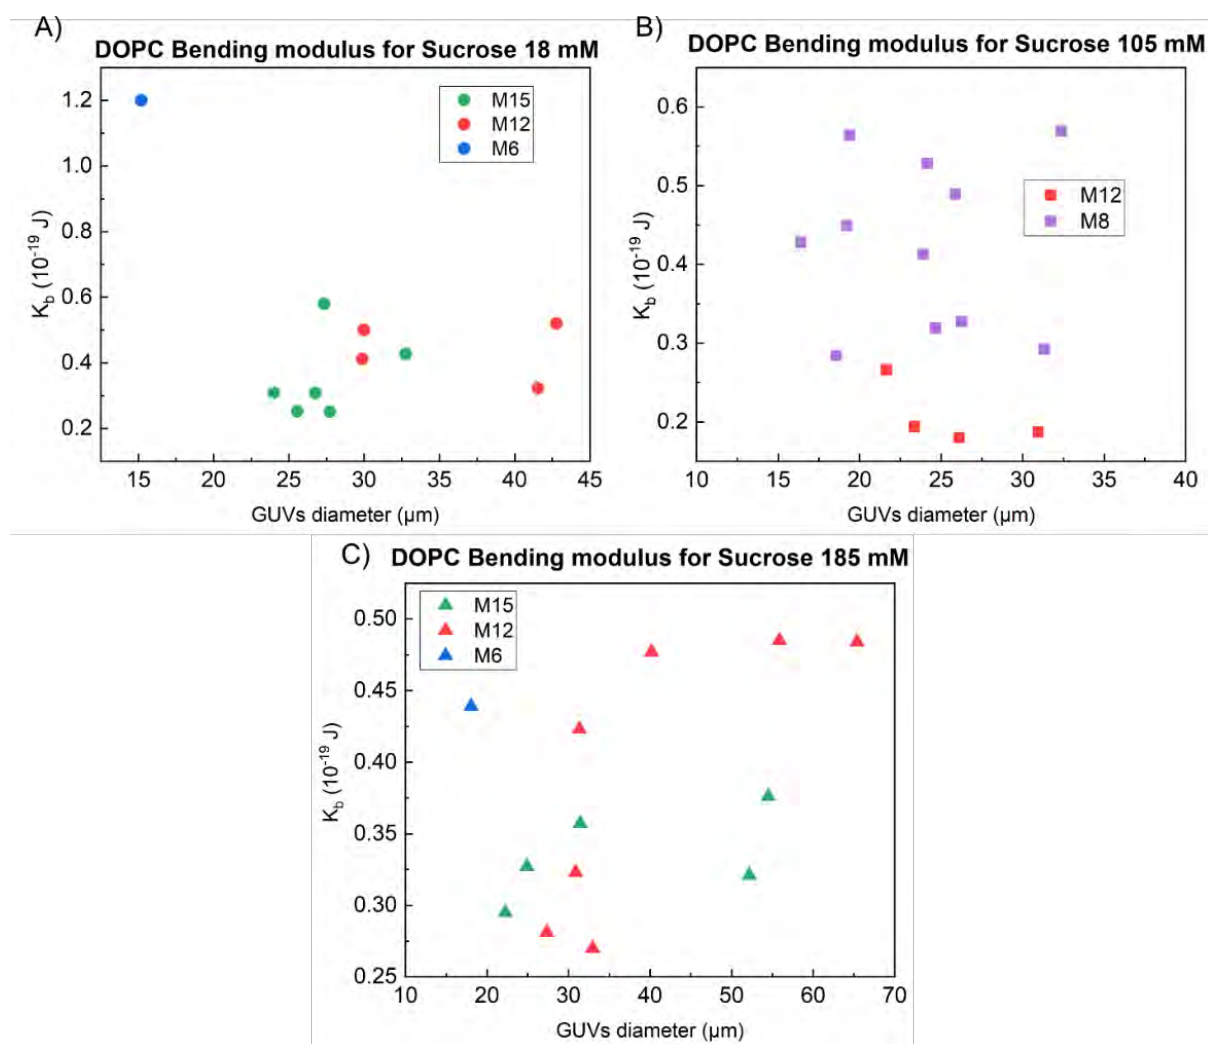 A)
DOPC Bending modulus for Sucrose 18 mM
M15
M12
M6
1.2
1.0
0.8
0.6
0.4
0.2
K_b (10^-19 J)
15 20 25 30 35 40 45
GUVs diameter (µm)
B)
DOPC Bending modulus for Sucrose 105 mM
M12
M8
0.6
0.5
0.4
0.3
0.2
K_b (10^-19 J)
10 15 20 25 30 35 40
GUVs diameter (µm)
C)
DOPC Bending modulus for Sucrose 185 mM
M15
M12
M6
0.50
0.45
0.40
0.35
0.30
0.25
K_b (10^-19 J)
10 20 30 40 50 60 70
GUVs diameter (µm)